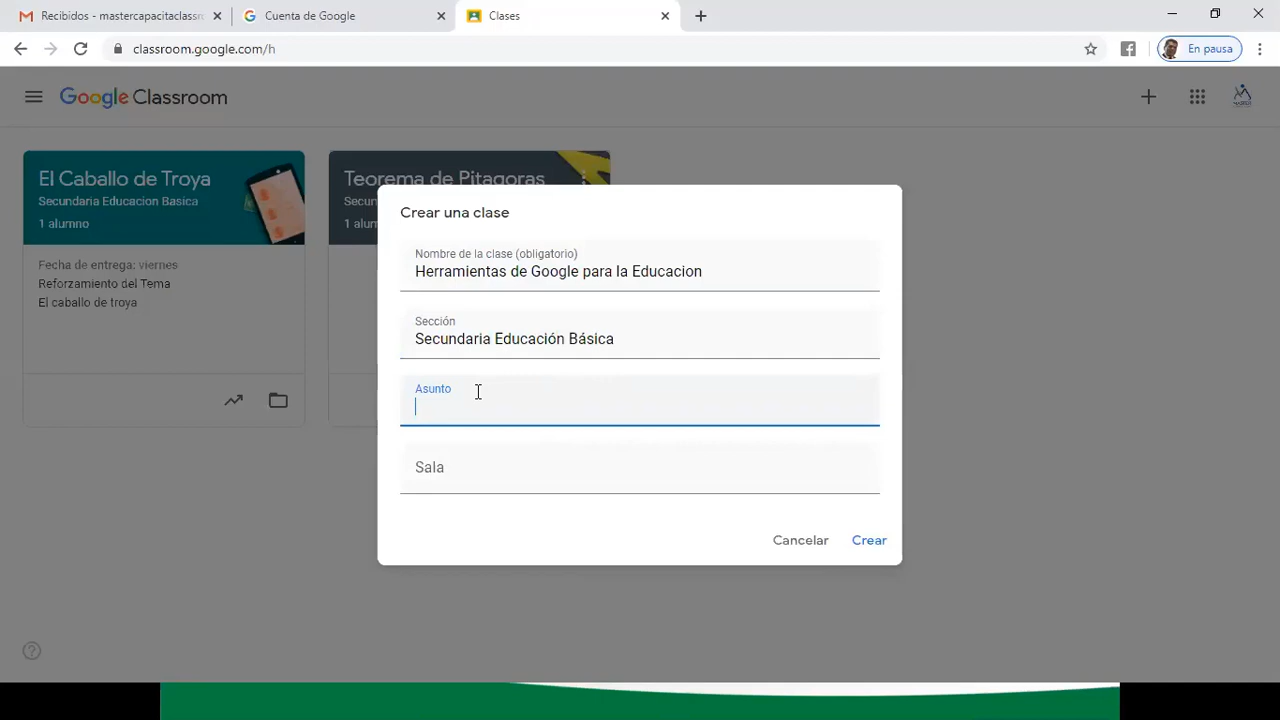 Recibidos - mastercapacitaclassr
Cuenta de Google
Clases
classroom.google.com/h
En pausa
Google Classroom
El Caballo de Troya
Secundaria Educacion Basica
1 alumno
Fecha de entrega: viernes
Reforzamiento del Tema
El caballo de troya
Teorema de Pitagoras
Secun
1 alur
Crear una clase
Nombre de la clase (obligatorio)
Herramientas de Google para la Educacion
Sección
Secundaria Educación Básica
Asunto
Sala
Cancelar
Crear